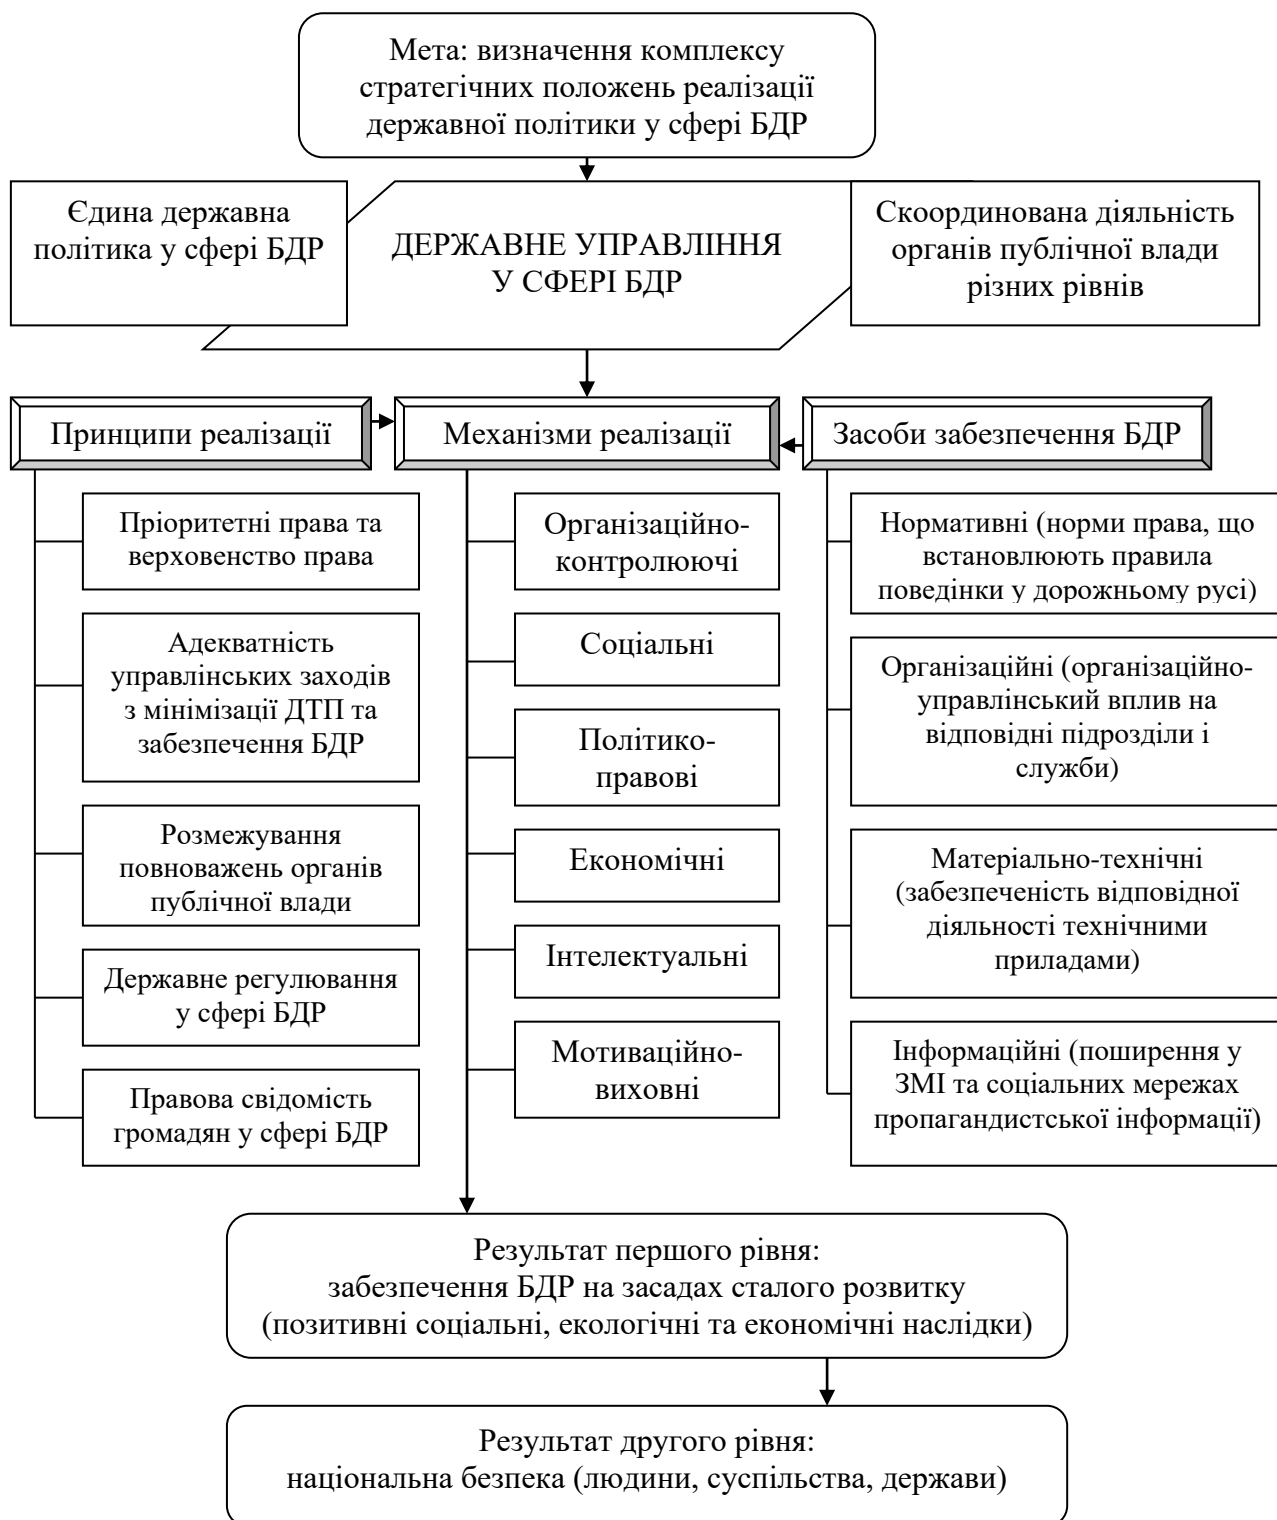 Мета: визначення комплексу
стратегічних положень реалізації
державної політики у сфері БДР
Єдина державна
політика у сфері БДР
ДЕРЖАВНЕ УПРАВЛІННЯ
У СФЕРІ БДР
Скоординована діяльність
органів публічної влади
різних рівнів
Принципи реалізації
Пріоритетні права та
верховенство права
Адекватність
управлінських заходів
з мінімізації ДТП та
забезпечення БДР
Розмежування
повноважень органів
публічної влади
Державне регулювання
у сфері БДР
Правова свідомість
громадян у сфері БДР
Механізми реалізації
Організаційно-
контролюючі
Соціальні
Політико-
правові
Економічні
Інтелектуальні
Мотиваційно-
виховні
Засоби забезпечення БДР
Нормативні (норми права, що
встановлюють правила
поведінки у дорожньому русі)
Організаційні (організаційно-
управлінський вплив на
відповідні підрозділи і
служби)
Матеріально-технічні
(забезпеченість відповідної
діяльності технічними
приладами)
Інформаційні (поширення у
ЗМІ та соціальних мережах
пропагандистської інформації)
Результат першого рівня:
забезпечення БДР на засадах сталого розвитку
(позитивні соціальні, екологічні та економічні наслідки)
Результат другого рівня:
національна безпека (людини, суспільства, держави)